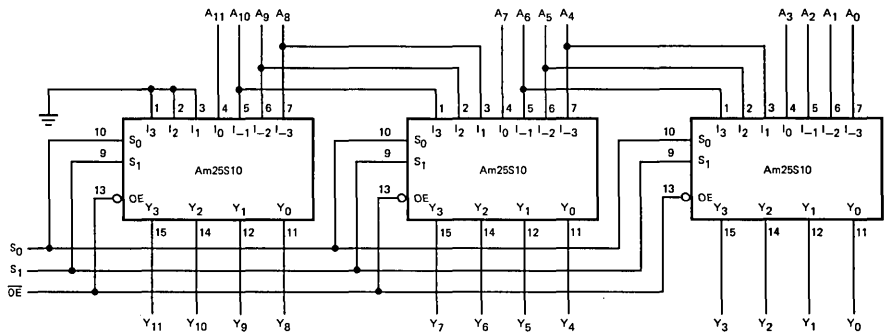 A11 A10 A9 A8 A7 A6 A5 A4 A3 A2 A1 A0
1 2 3 4 5 6 7 1 2 3 4 5 6 7 1 2 3 4 5 6 7
I3 I2 I1 I0 I-1 I-2 I-3 I3 I2 I1 I0 I-1 I-2 I-3 I3 I2 I1 I0 I-1 I-2 I-3
10 S0 10 S0 10 S0
9 S1 9 S1 9 S1
Am25S10 Am25S10 Am25S10
13 OE 13 OE 13 OE
Y3 Y2 Y1 Y0 Y3 Y2 Y1 Y0 Y3 Y2 Y1 Y0
15 14 12 11 15 14 12 11 15 14 12 11
S0
S1
OE
Y11 Y10 Y9 Y8 Y7 Y6 Y5 Y4 Y3 Y2 Y1 Y0